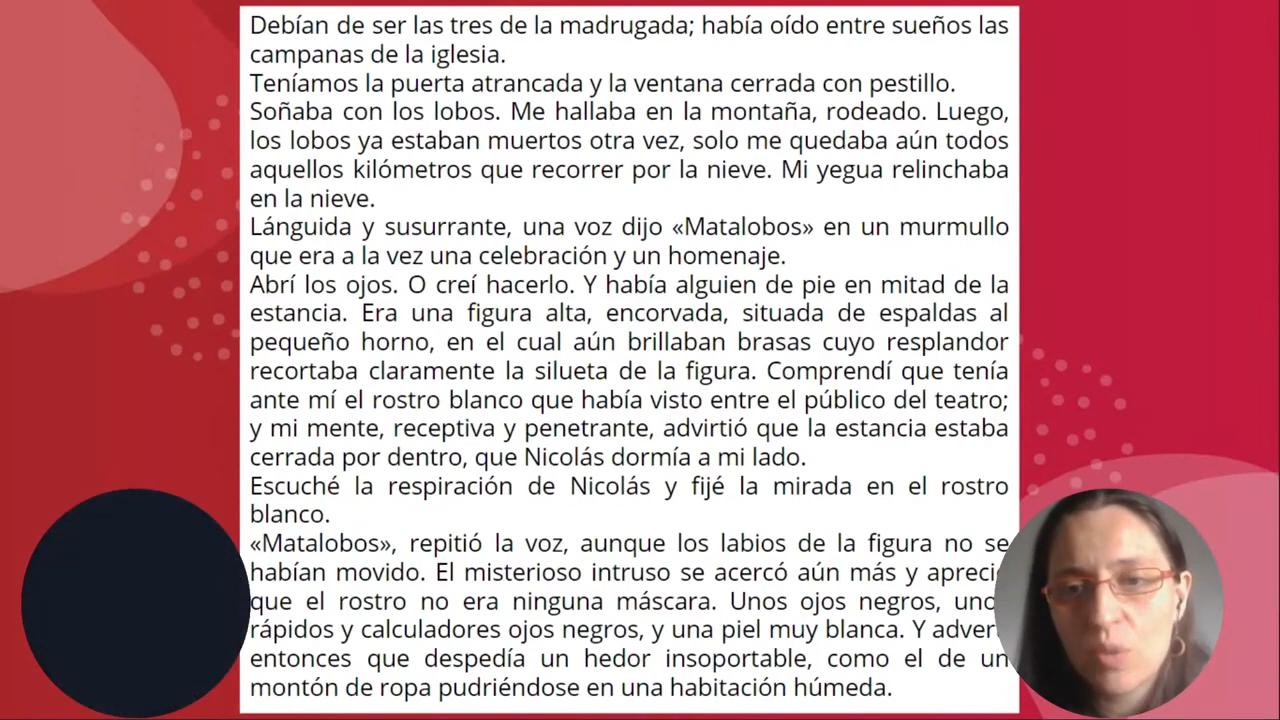 Debían de ser las tres de la madrugada; había oído entre sueños las
campanas de la iglesia.
Teníamos la puerta atrancada y la ventana cerrada con pestillo.
Soñaba con los lobos. Me hallaba en la montaña, rodeado. Luego,
los lobos ya estaban muertos otra vez, solo me quedaba aún todos
aquellos kilómetros que recorrer por la nieve. Mi yegua relinchaba
en la nieve.
Lánguida y susurrante, una voz dijo «Matalobos» en un murmullo
que era a la vez una celebración y un homenaje.
Abrí los ojos. O creí hacerlo. Y había alguien de pie en mitad de la
estancia. Era una figura alta, encorvada, situada de espaldas al
pequeño horno, en el cual aún brillaban brasas cuyo resplandor
recortaba claramente la silueta de la figura. Comprendí que tenía
ante mí el rostro blanco que había visto entre el público del teatro;
y mi mente, receptiva y penetrante, advirtió que la estancia estaba
cerrada por dentro, que Nicolás dormía a mi lado.
Escuché la respiración de Nicolás y fijé la mirada en el rostro
blanco.
«Matalobos», repitió la voz, aunque los labios de la figura no se
habían movido. El misterioso intruso se acercó aún más y
que el rostro no era ninguna máscara. Unos ojos negros,
rápidos y calculadores ojos negros, y una piel muy blanca. Y
entonces que despedía un hedor insoportable, como el de un
montón de ropa pudriéndose en una habitación húmeda.